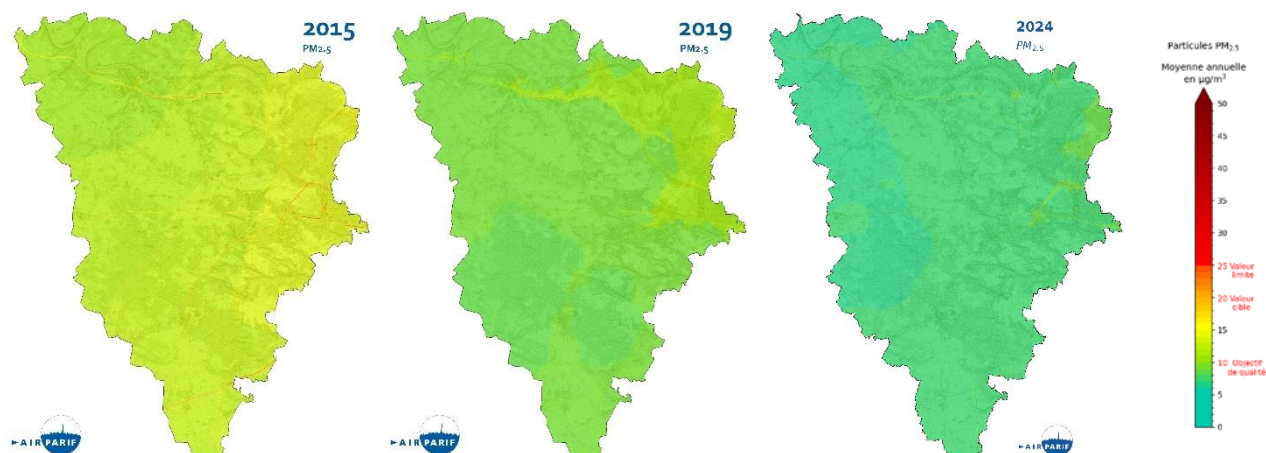 2015
PM2.5
2019
PM2.5
2024
PM2.5
Particules PM2.5
Moyenne annuelle
en µg/m³
50
45
40
35
30
25 Valeur
limite
20 Valeur
cible
15
10 Objectif
de qualité
5
0
AIRPARIF
AIRPARIF
AIRPARIF